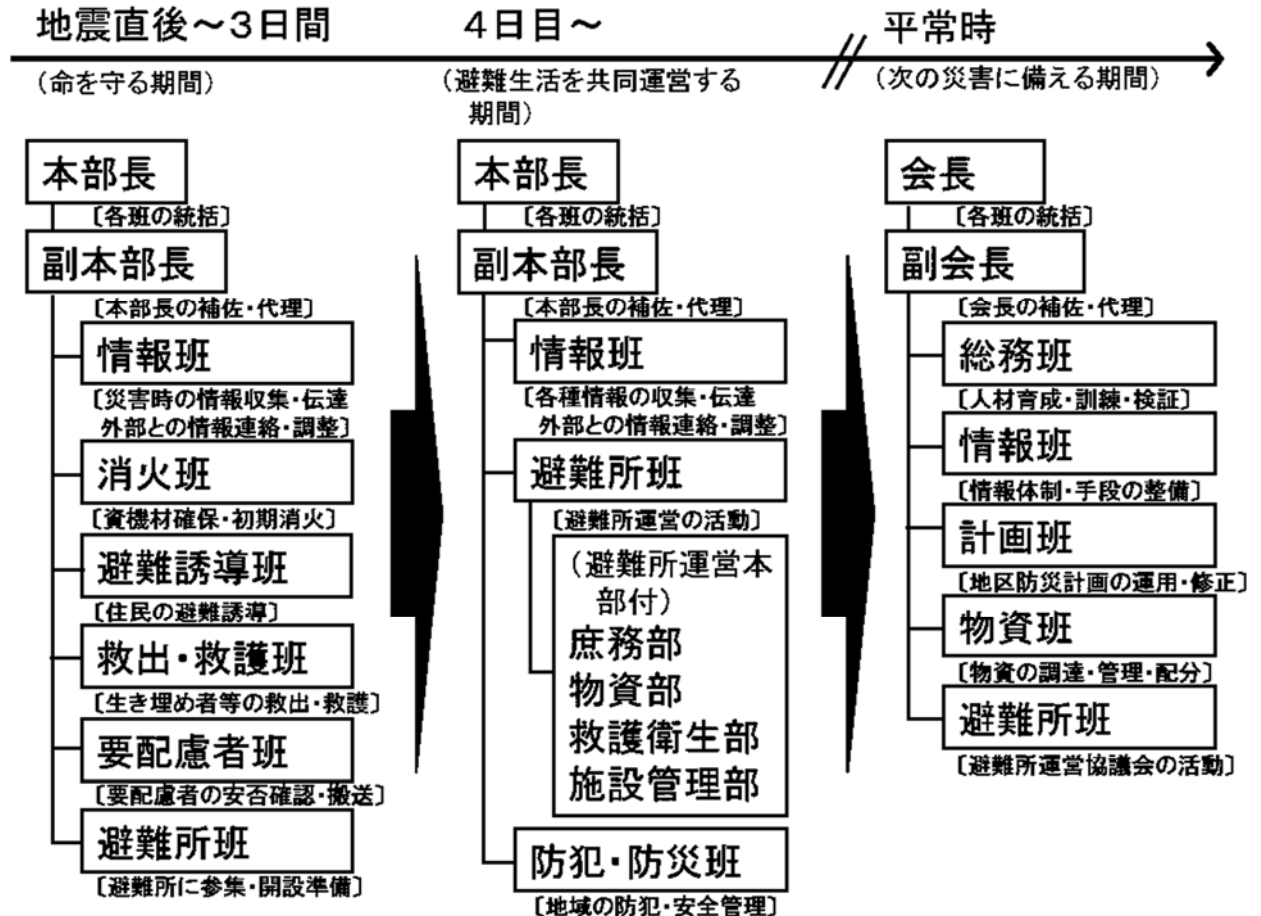 地震直後～3日間
(命を守る期間)
本部長
〔各班の統括〕
副本部長
〔本部長の補佐・代理〕
情報班
〔災害時の情報収集・伝達
外部との情報連絡・調整〕
消火班
〔資機材確保・初期消火〕
避難誘導班
〔住民の避難誘導〕
救出・救護班
〔生き埋め者等の救出・救護〕
要配慮者班
〔要配慮者の安否確認・搬送〕
避難所班
〔避難所に参集・開設準備〕
4日目～
(避難生活を共同運営する
期間)
本部長
〔各班の統括〕
副本部長
〔本部長の補佐・代理〕
情報班
〔各種情報の収集・伝達
外部との情報連絡・調整〕
避難所班
〔避難所運営の活動〕
(避難所運営本
部付)
庶務部
物資部
救護衛生部
施設管理部
防犯・防災班
〔地域の防犯・安全管理〕
平常時
(次の災害に備える期間)
会長
〔各班の統括〕
副会長
〔会長の補佐・代理〕
総務班
〔人材育成・訓練・検証〕
情報班
〔情報体制・手段の整備〕
計画班
〔地区防災計画の運用・修正〕
物資班
〔物資の調達・管理・配分〕
避難所班
〔避難所運営協議会の活動〕